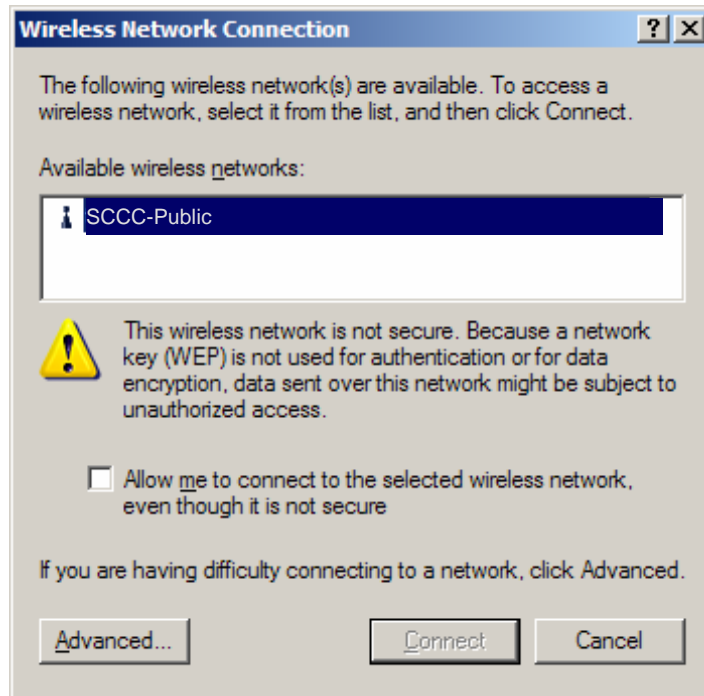 Wireless Network Connection
The following wireless network(s) are available. To access a
wireless network, select it from the list, and then click Connect.
Available wireless networks:
SCCC-Public
This wireless network is not secure. Because a network
key (WEP) is not used for authentication or for data
encryption, data sent over this network might be subject to
unauthorized access.
Allow me to connect to the selected wireless network,
even though it is not secure
If you are having difficulty connecting to a network, click Advanced.
Advanced... Connect Cancel